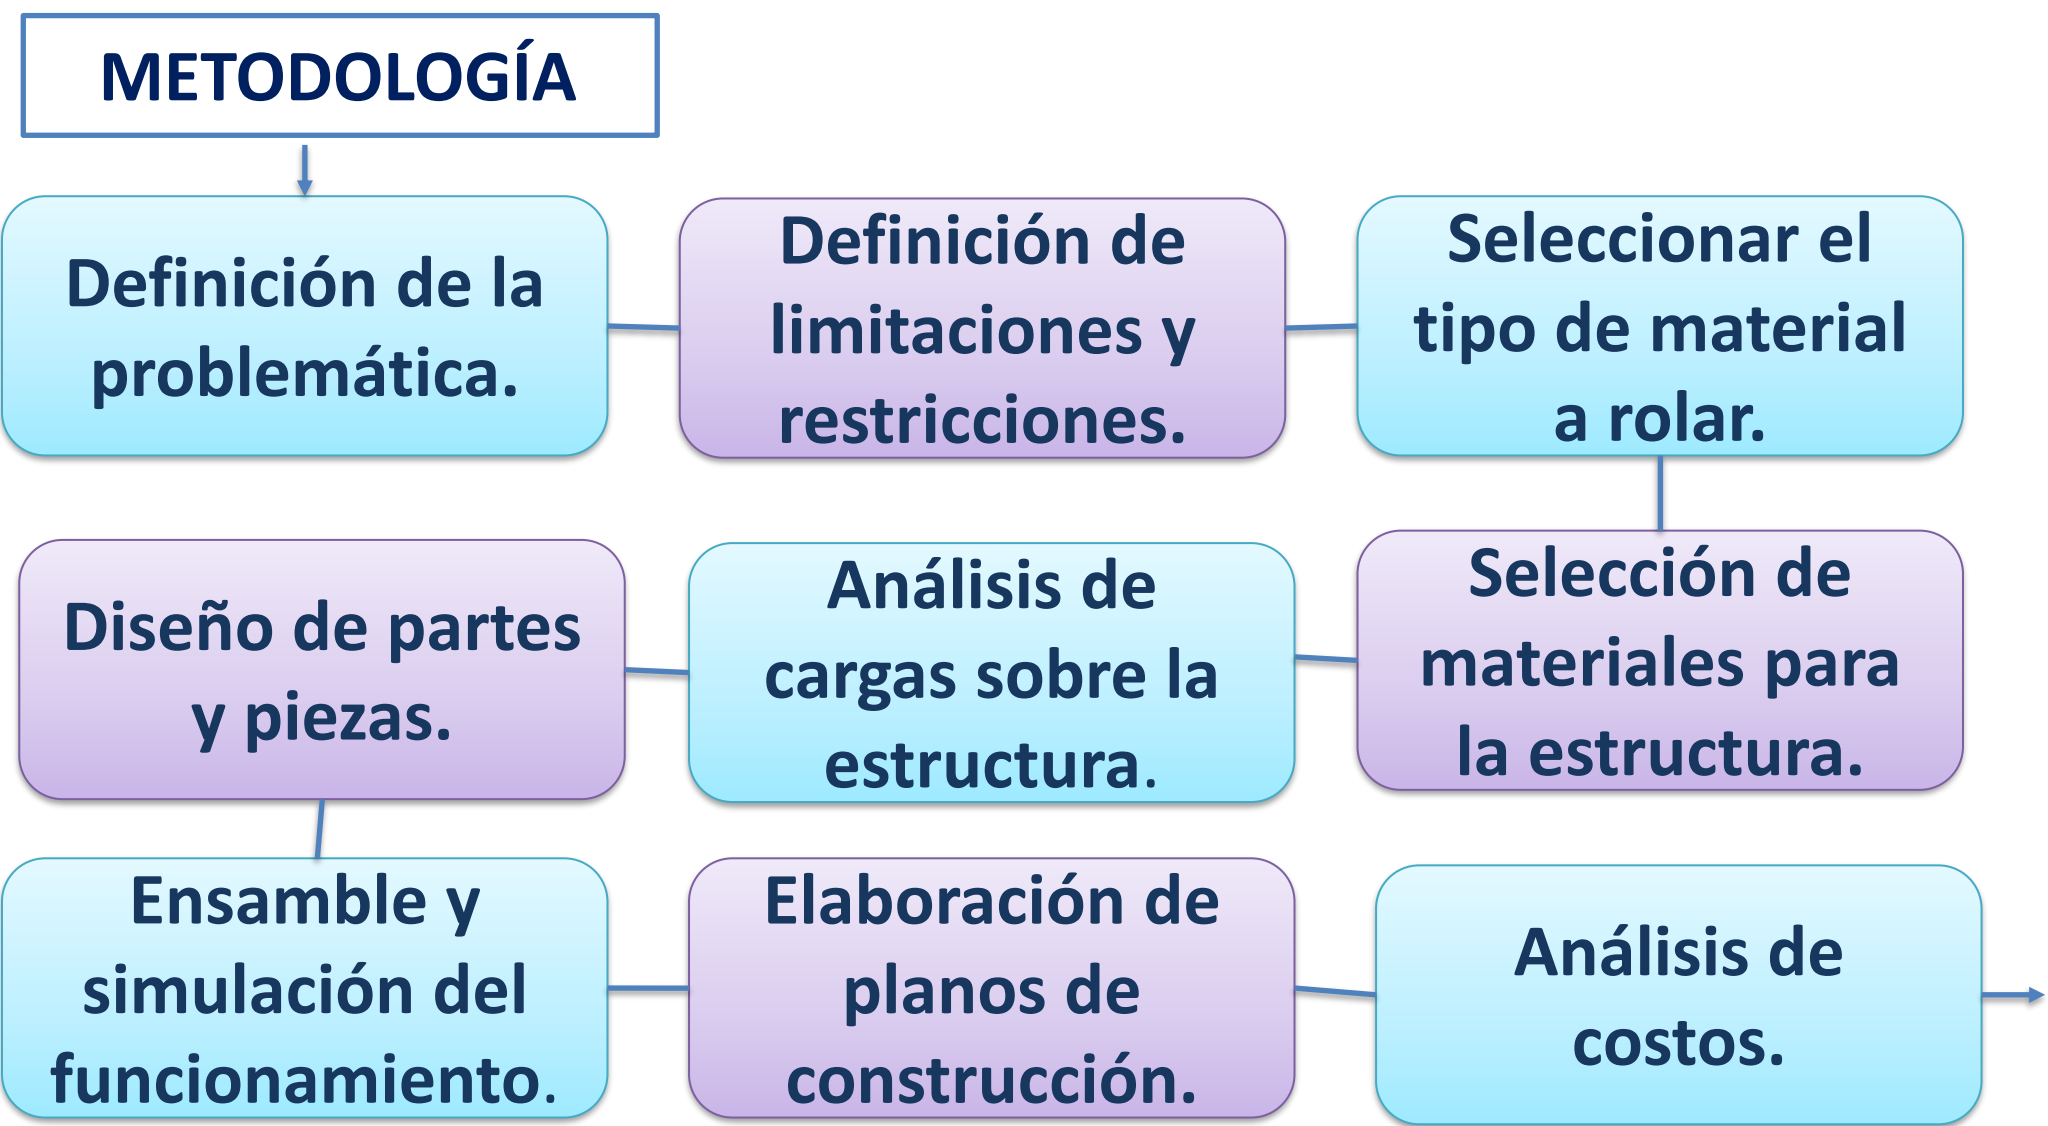 METODOLOGÍA
Definición de la
problemática.
Definición de
limitaciones y
restricciones.
Seleccionar el
tipo de material
a rolar.
Selección de
materiales para
la estructura.
Análisis de
cargas sobre la
estructura.
Diseño de partes
y piezas.
Ensamble y
simulación del
funcionamiento.
Elaboración de
planos de
construcción.
Análisis de
costos.